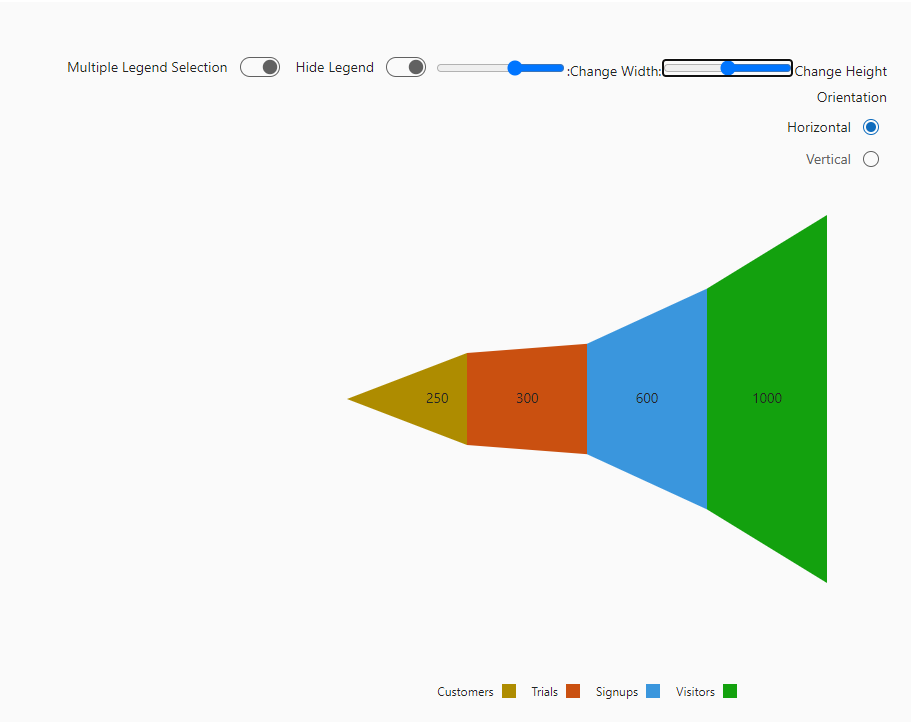 Multiple Legend Selection Hide Legend :Change Width: Change Height
Orientation
Horizontal
Vertical
250 300 600 1000
Customers Trials Signups Visitors